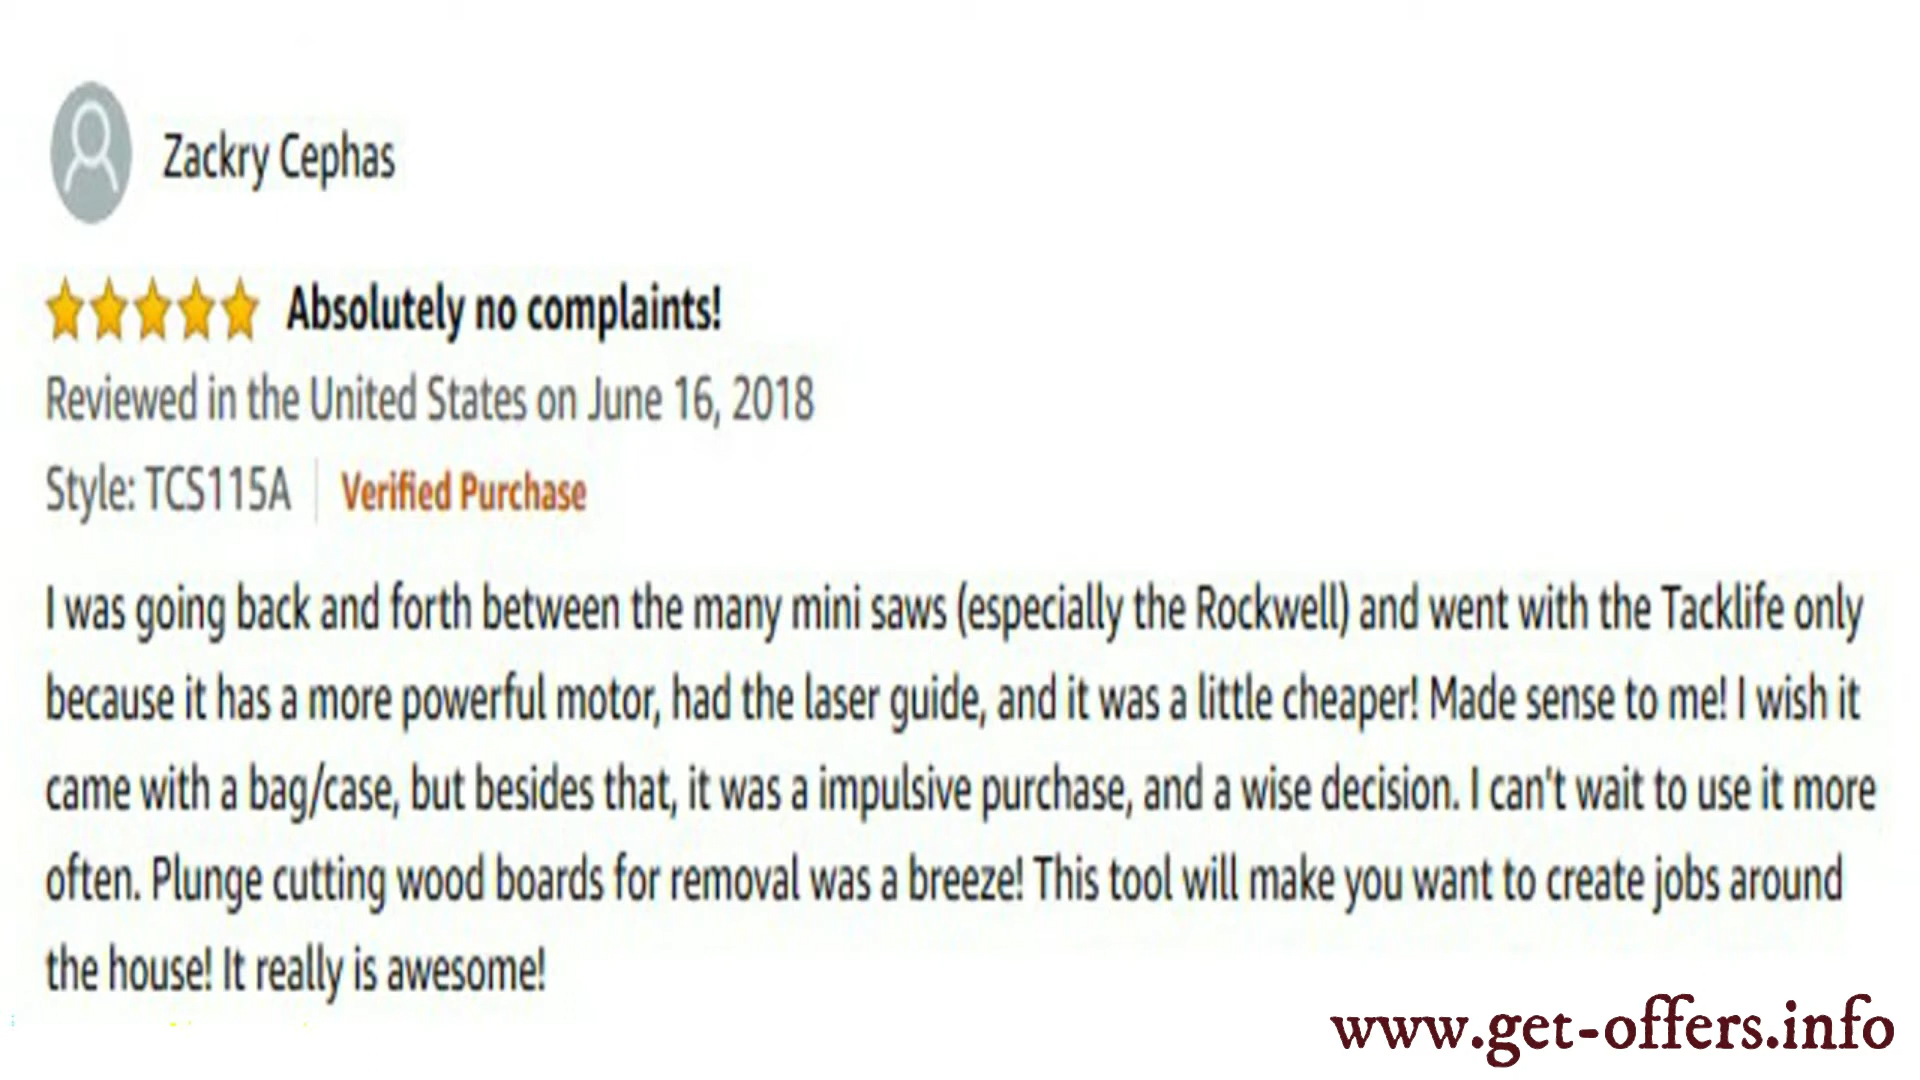 Zackry Cephas
Absolutely no complaints!
Reviewed in the United States on June 16, 2018
Style: TCS115A Verified Purchase
I was going back and forth between the many mini saws (especially the Rockwell) and went with the Tacklife only
because it has a more powerful motor, had the laser guide, and it was a little cheaper! Made sense to me! I wish it
came with a bag/case, but besides that, it was a impulsive purchase, and a wise decision. I can't wait to use it more
often. Plunge cutting wood boards for removal was a breeze! This tool will make you want to create jobs around
the house! It really is awesome!
www.get-offers.info